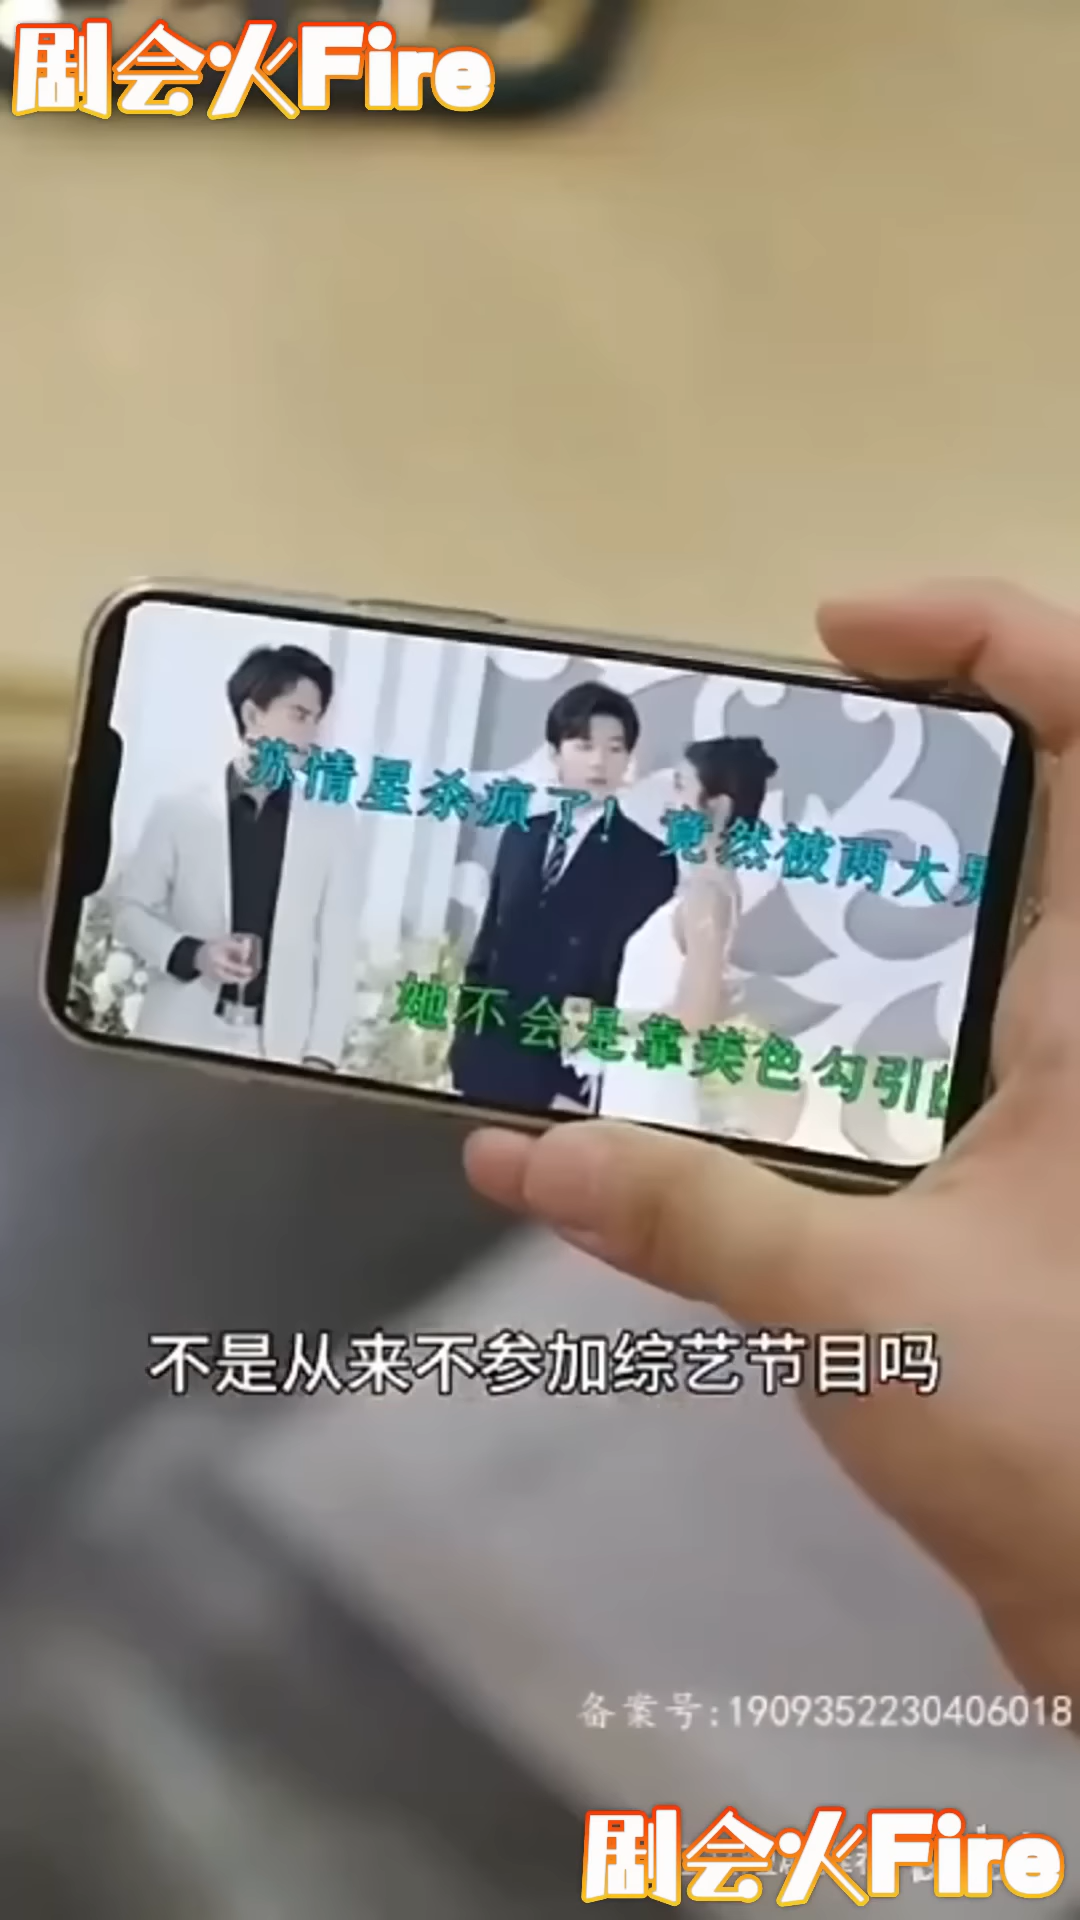 剧会火Fire
苏情星杀疯了！竟然被两大男
她不会是靠美色勾引的
不是从来不参加综艺节目吗
备案号:1909352230406018
剧会火Fire